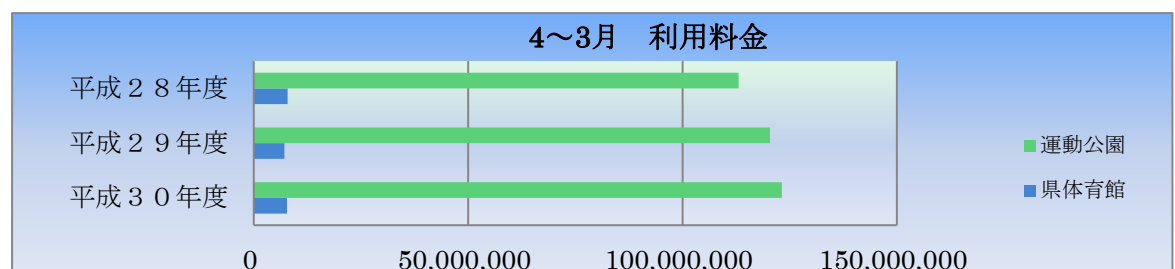 4～3月　利用料金
平成２８年度
平成２９年度
平成３０年度
運動公園
県体育館
0 50,000,000 100,000,000 150,000,000